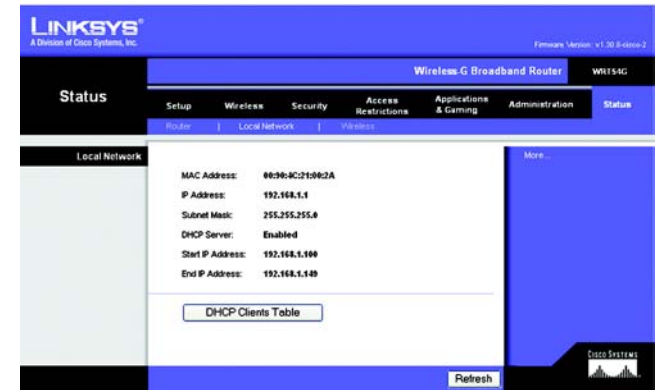 LINKSYS®
A Division of Cisco Systems, Inc.
Firmware Version: v1.30.8-cisco-2
Wireless-G Broadband Router WRT54G
Status
Setup Wireless Security Access Restrictions Applications & Gaming Administration Status
Router | Local Network | Wireless
Local Network
More...
MAC Address: 00:90:4C:21:00:2A
IP Address: 192.168.1.1
Subnet Mask: 255.255.255.0
DHCP Server: Enabled
Start IP Address: 192.168.1.100
End IP Address: 192.168.1.149
DHCP Clients Table
Refresh
CISCO SYSTEMS